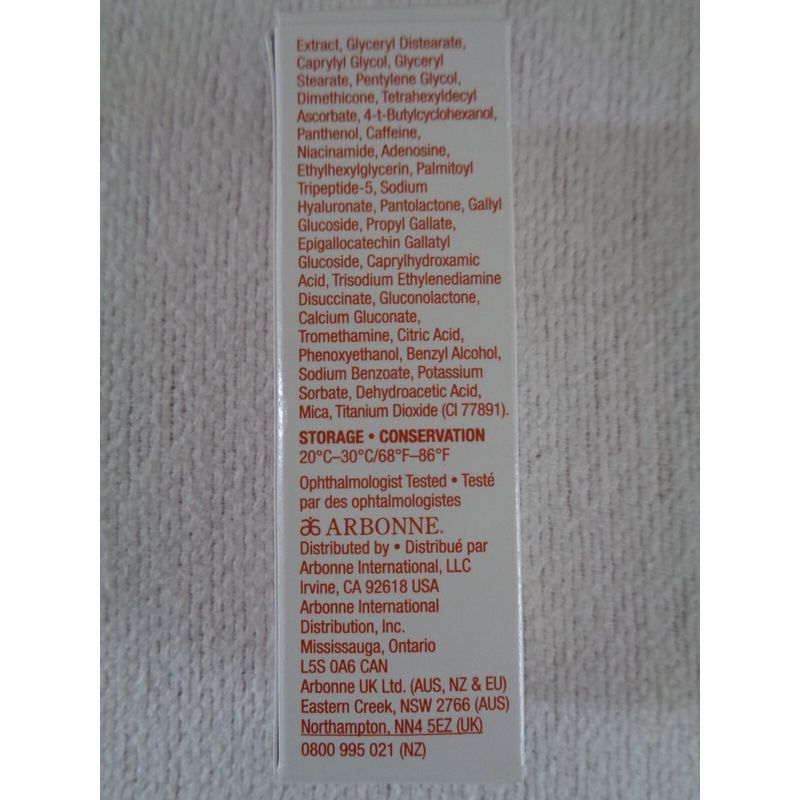 Extract, Glyceryl Distearate,
Caprylyl Glycol, Glyceryl
Stearate, Pentylene Glycol,
Dimethicone, Tetrahexyldecyl
Ascorbate, 4-t-Butylcyclohexanol,
Panthenol, Caffeine,
Niacinamide, Adenosine,
Ethylhexylglycerin, Palmitoyl
Tripeptide-5, Sodium
Hyaluronate, Pantolactone, Gallyl
Glucoside, Propyl Gallate,
Epigallocatechin Gallatyl
Glucoside, Caprylhydroxamic
Acid, Trisodium Ethylenediamine
Disuccinate, Gluconolactone,
Calcium Gluconate,
Tromethamine, Citric Acid,
Phenoxyethanol, Benzyl Alcohol,
Sodium Benzoate, Potassium
Sorbate, Dehydroacetic Acid,
Mica, Titanium Dioxide (CI 77891).
STORAGE • CONSERVATION
20°C–30°C/68°F–86°F
Ophthalmologist Tested • Testé
par des ophtalmologistes
ARBONNE.
Distributed by • Distribué par
Arbonne International, LLC
Irvine, CA 92618 USA
Arbonne International
Distribution, Inc.
Mississauga, Ontario
L5S 0A6 CAN
Arbonne UK Ltd. (AUS, NZ & EU)
Eastern Creek, NSW 2766 (AUS)
Northampton, NN4 5EZ (UK)
0800 995 021 (NZ)